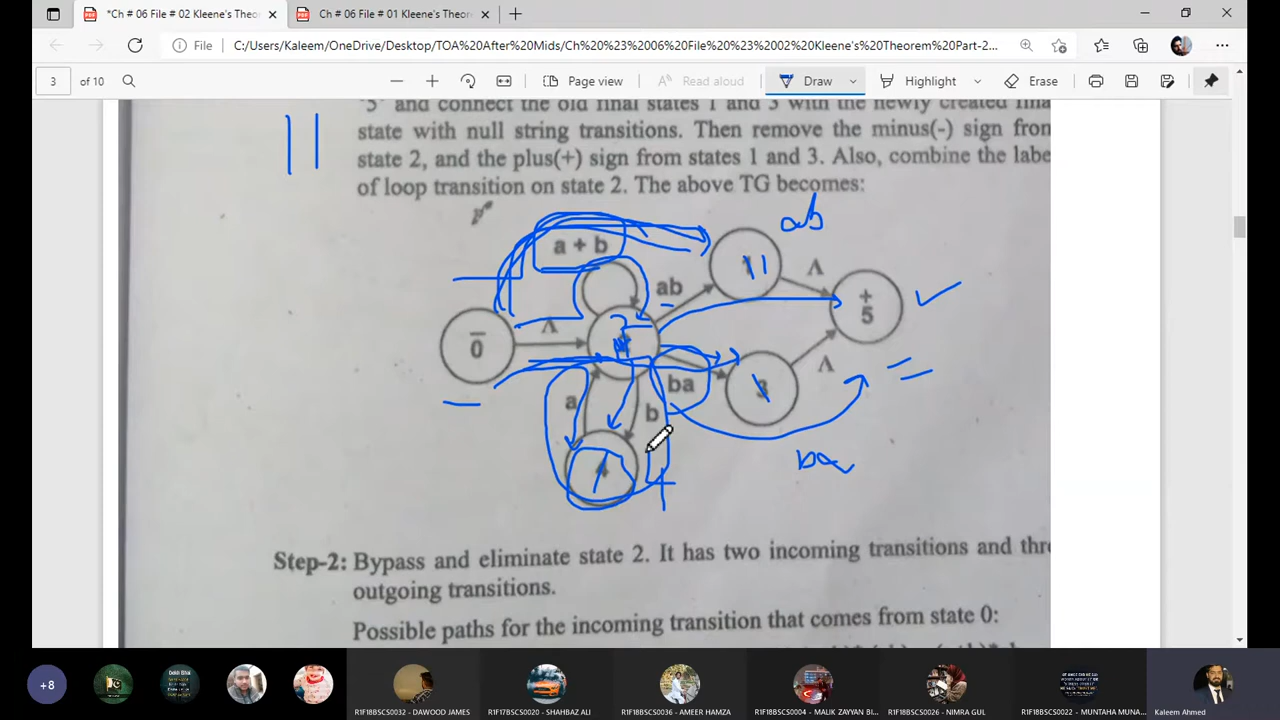 *Ch # 06 File # 02 Kleene's Theor
Ch # 06 File # 01 Kleene's Theore
File
C:/Users/Kaleem/OneDrive/Desktop/TOA%20After%20Mids/Ch%20%23%2006%20File%20%23%2002%20Kleene's%20Theorem%20Part-2...
3
of 10
Page view
Read aloud
Draw
Highlight
Erase
"5" and connect the old final states 1 and 3 with the newly created fina
state with null string transitions. Then remove the minus(-) sign from
state 2, and the plus(+) sign from states 1 and 3. Also, combine the labe
of loop transition on state 2. The above TG becomes:
11
ab
a + b
ab
Λ
+
5
Λ
–
0
ba
Λ
a
b
ba
Step-2: Bypass and eliminate state 2. It has two incoming transitions and thre
outgoing transitions.
Possible paths for the incoming transition that comes from state 0:
+8
R1F18BSCS0032 - DAWOOD JAMES
R1F17BSCS0020 - SHAHBAZ ALI
R1F18BSCS0036 - AMEER HAMZA
R1F18BSCS0004 - MALIK ZAYYAN BI...
R1F18BSCS0026 - NIMRA GUL
R1F18BSCS0022 - MUNTAHA MUNA...
Kaleem Ahmed